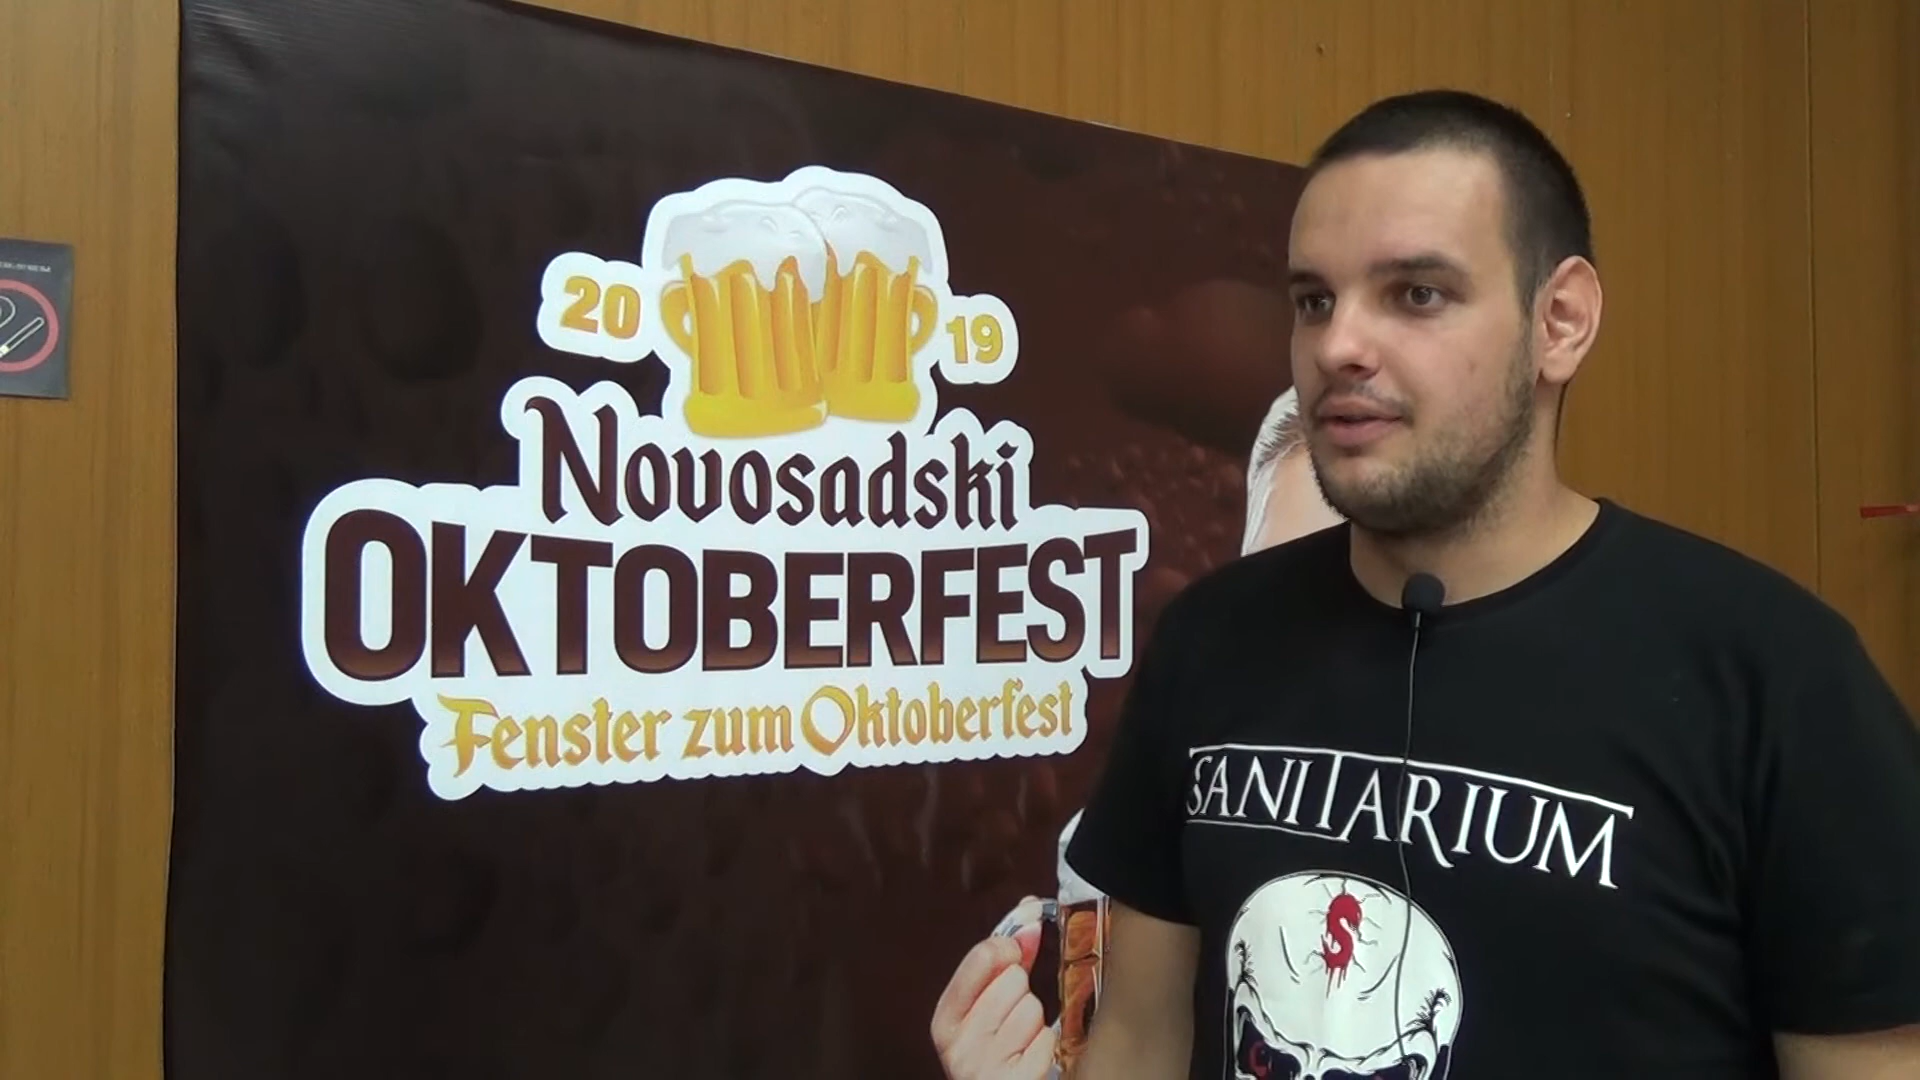 20 19
Novosadski
OKTOBERFEST
Fenster zum Oktoberfest
SANITARIUM
S